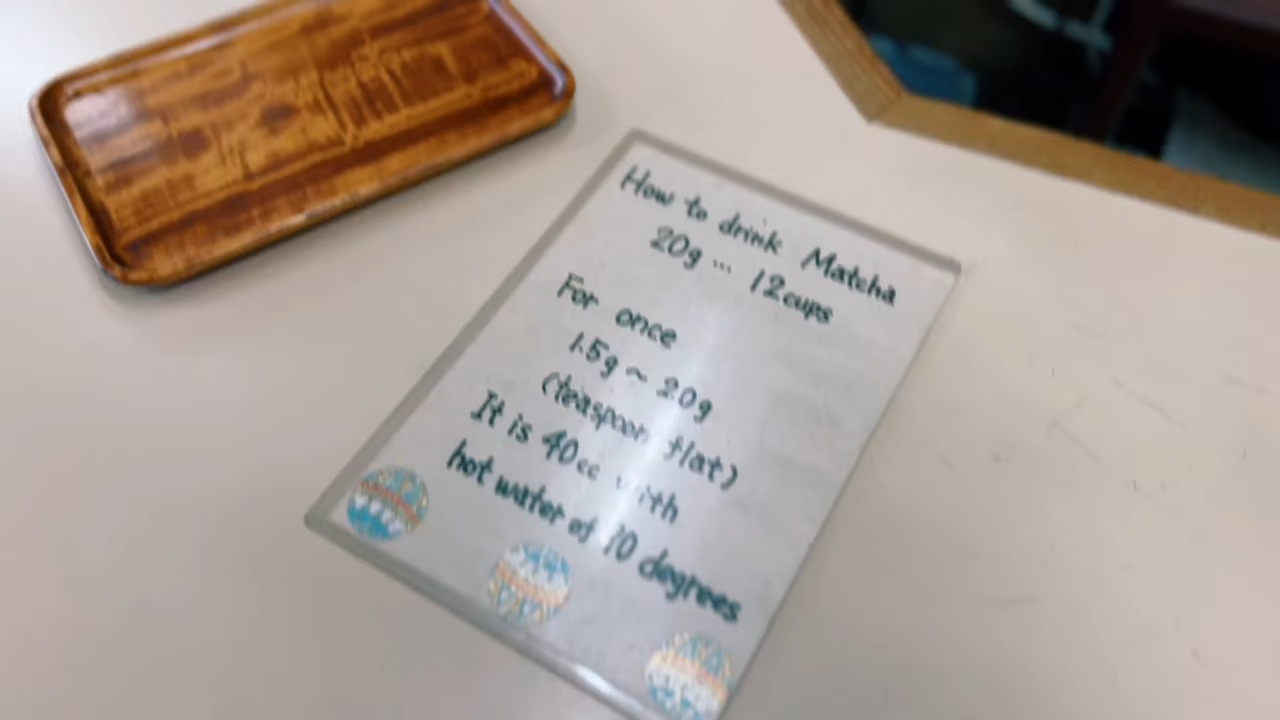 How to drink Matcha
20g ... 12cups
For once
1.5g ~ 2.0g
(teaspoon flat)
It is 40cc with
hot water of 70 degrees